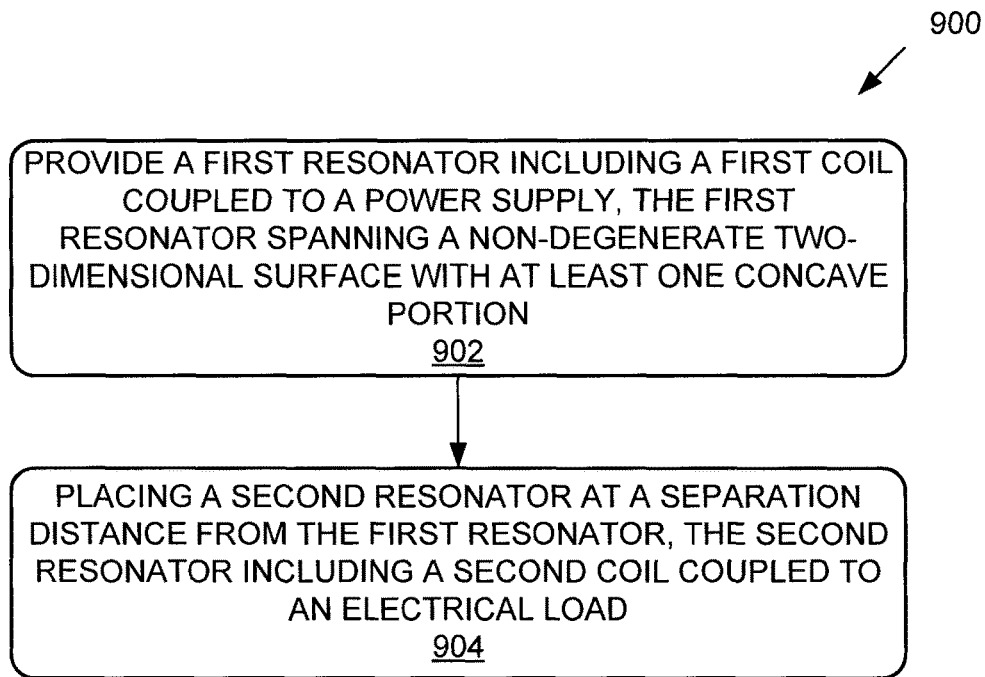 900
PROVIDE A FIRST RESONATOR INCLUDING A FIRST COIL
COUPLED TO A POWER SUPPLY, THE FIRST
RESONATOR SPANNING A NON-DEGENERATE TWO-
DIMENSIONAL SURFACE WITH AT LEAST ONE CONCAVE
PORTION
902
PLACING A SECOND RESONATOR AT A SEPARATION
DISTANCE FROM THE FIRST RESONATOR, THE SECOND
RESONATOR INCLUDING A SECOND COIL COUPLED TO
AN ELECTRICAL LOAD
904